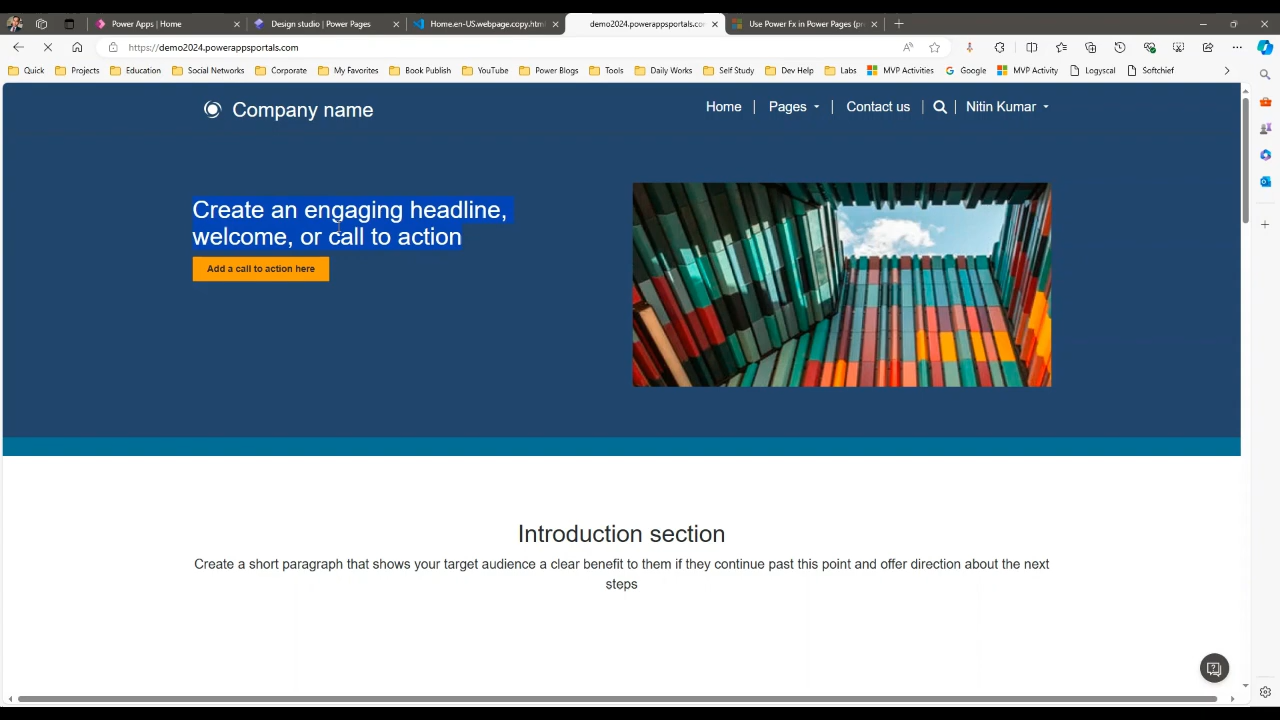 Power Apps | Home
Design studio | Power Pages
Home.en-US.webpage.copy.html
demo2024.powerappsportals.com
Use Power Fx in Power Pages (pr
https://demo2024.powerappsportals.com
Quick
Projects
Education
Social Networks
Corporate
My Favorites
Book Publish
YouTube
Power Blogs
Tools
Daily Works
Self Study
Dev Help
Labs
MVP Activities
Google
MVP Activity
Logyscal
Softchief
Company name
Home
Pages
Contact us
Nitin Kumar
Create an engaging headline,
welcome, or call to action
Add a call to action here
Introduction section
Create a short paragraph that shows your target audience a clear benefit to them if they continue past this point and offer direction about the next
steps